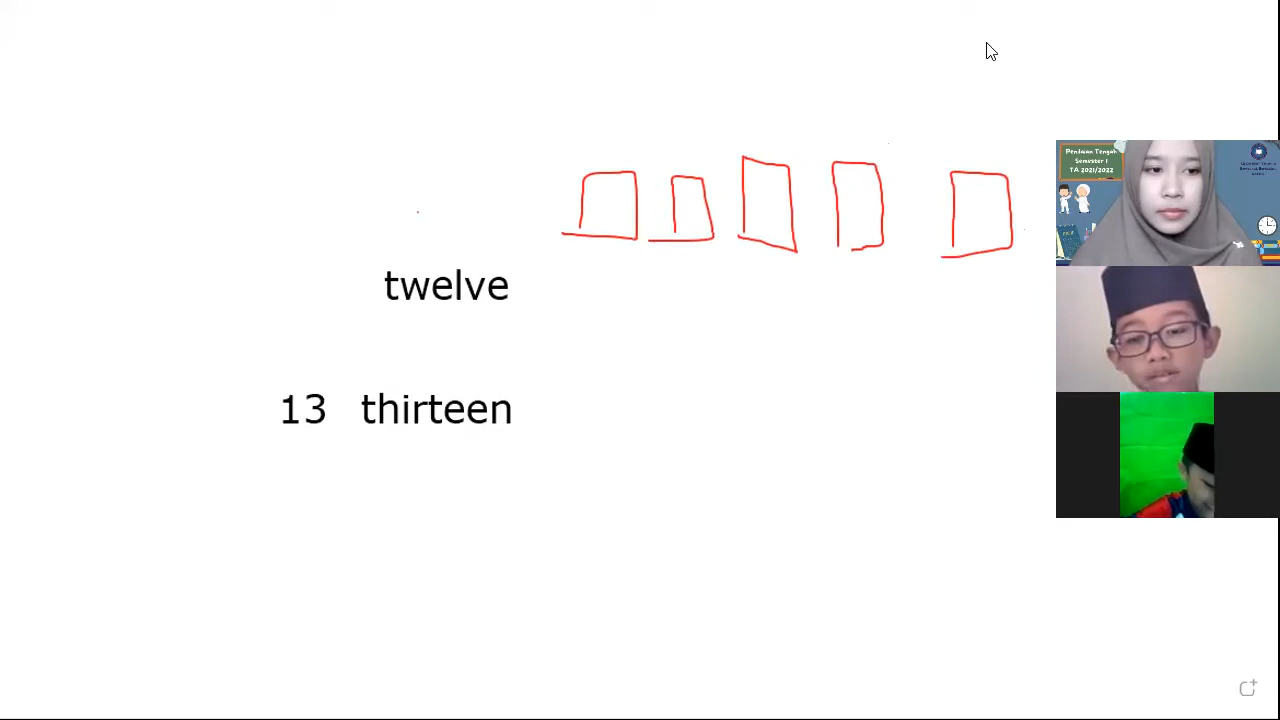 twelve
13 thirteen
Penilaian Tengah
Semester I
TA 2021/2022